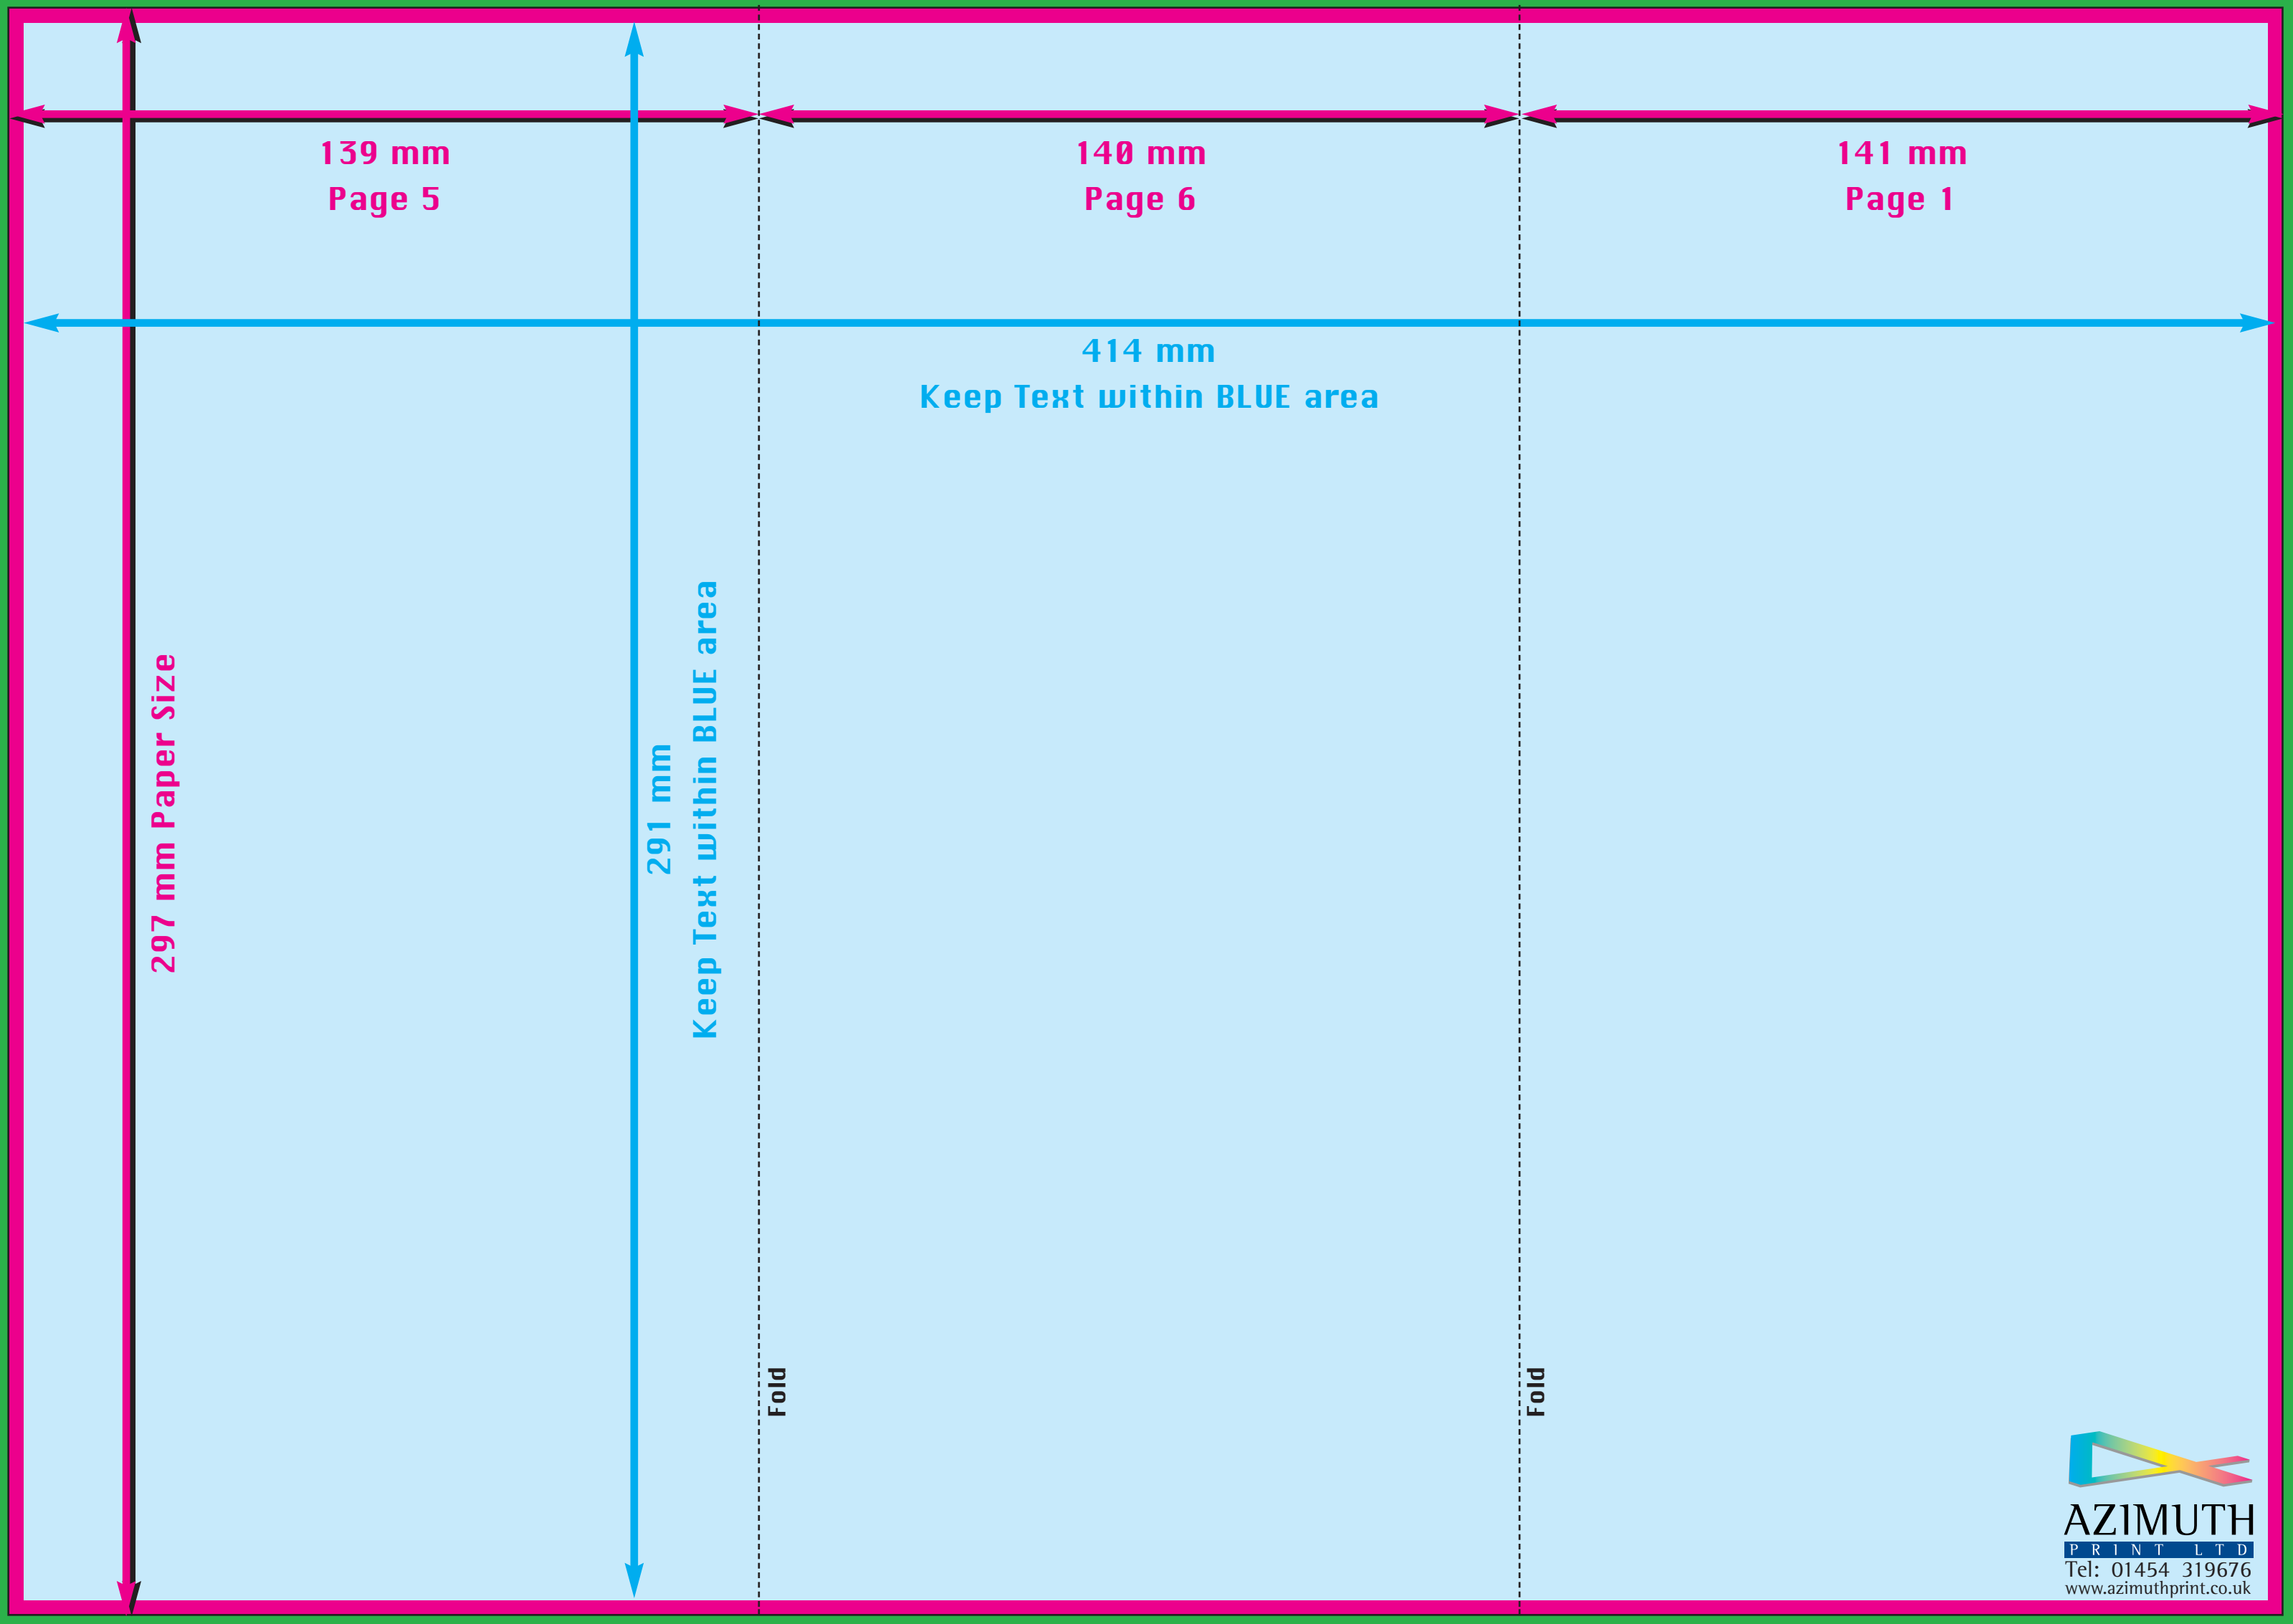 139 mm
Page 5
140 mm
Page 6
141 mm
Page 1
414 mm
Keep Text within BLUE area
297 mm Paper Size
291 mm
Keep Text within BLUE area
Fold
Fold
AZIMUTH
PRINT LTD
Tel: 01454 319676
www.azimuthprint.co.uk